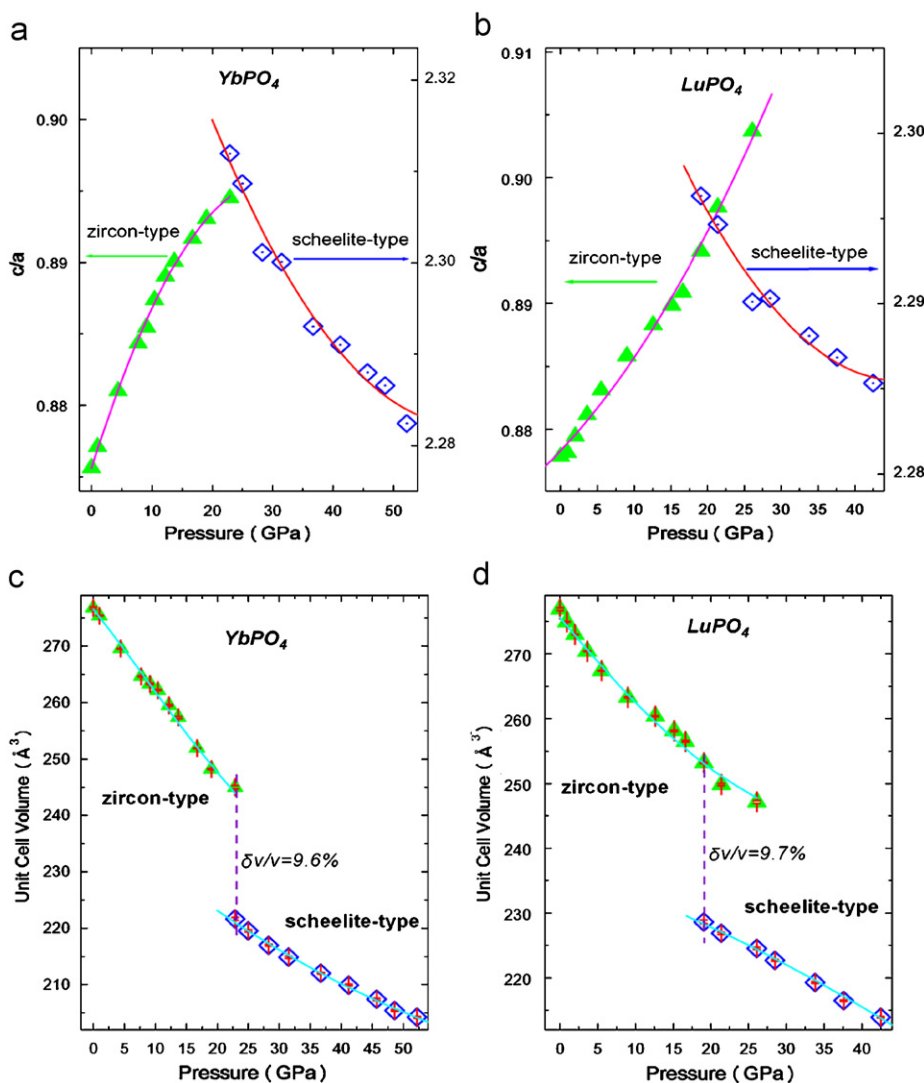 a
YbPO4
2.32
0.90
zircon-type
scheelite-type
c/a
0.89
2.30
0.88
2.28
0 10 20 30 40 50
Pressure ( GPa)
b
0.91
LuPO4
2.30
0.90
zircon-type
scheelite-type
c/a
0.89
2.29
0.88
2.28
0 5 10 15 20 25 30 35 40
Pressu ( GPa)
c
YbPO4
270
260
250
240
230
220
210
Unit Cell Volume ( Å 3)
zircon-type
δv/v=9.6%
scheelite-type
0 5 10 15 20 25 30 35 40 45 50
Pressure ( GPa)
d
LuPO4
270
260
250
240
230
220
Unit Cell Volume ( Å 3)
zircon-type
δv/v=9.7%
scheelite-type
0 5 10 15 20 25 30 35 40
Pressure ( GPa)